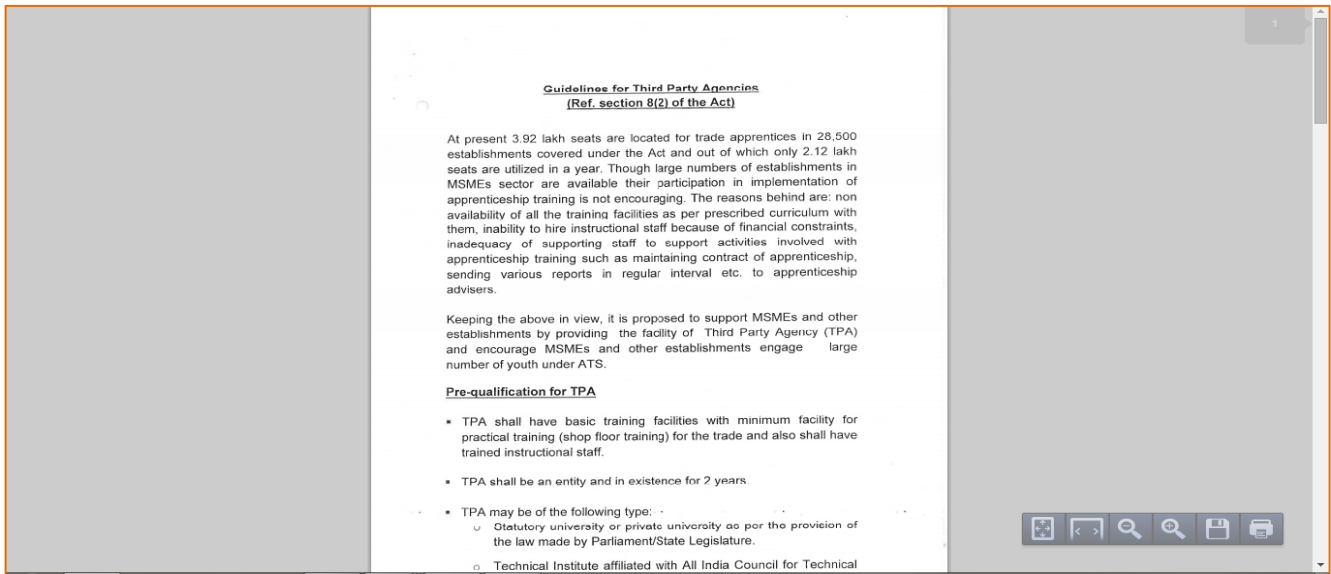 1
Guidelines for Third Party Agencies
(Ref. section 8(2) of the Act)
At present 3.92 lakh seats are located for trade apprentices in 28,500
establishments covered under the Act and out of which only 2.12 lakh
seats are utilized in a year. Though large numbers of establishments in
MSMEs sector are available their participation in implementation of
apprenticeship training is not encouraging. The reasons behind are: non
availability of all the training facilities as per prescribed curriculum with
them, inability to hire instructional staff because of financial constraints,
inadequacy of supporting staff to support activities involved with
apprenticeship training such as maintaining contract of apprenticeship,
sending various reports in regular interval etc. to apprenticeship
advisers.
Keeping the above in view, it is proposed to support MSMEs and other
establishments by providing the facility of Third Party Agency (TPA)
and encourage MSMEs and other establishments engage large
number of youth under ATS.
Pre-qualification for TPA
▪ TPA shall have basic training facilities with minimum facility for
practical training (shop floor training) for the trade and also shall have
trained instructional staff.
▪ TPA shall be an entity and in existence for 2 years
▪ TPA may be of the following type:
o Statutory university or private university as per the provision of
the law made by Parliament/State Legislature.
o Technical Institute affiliated with All India Council for Technical